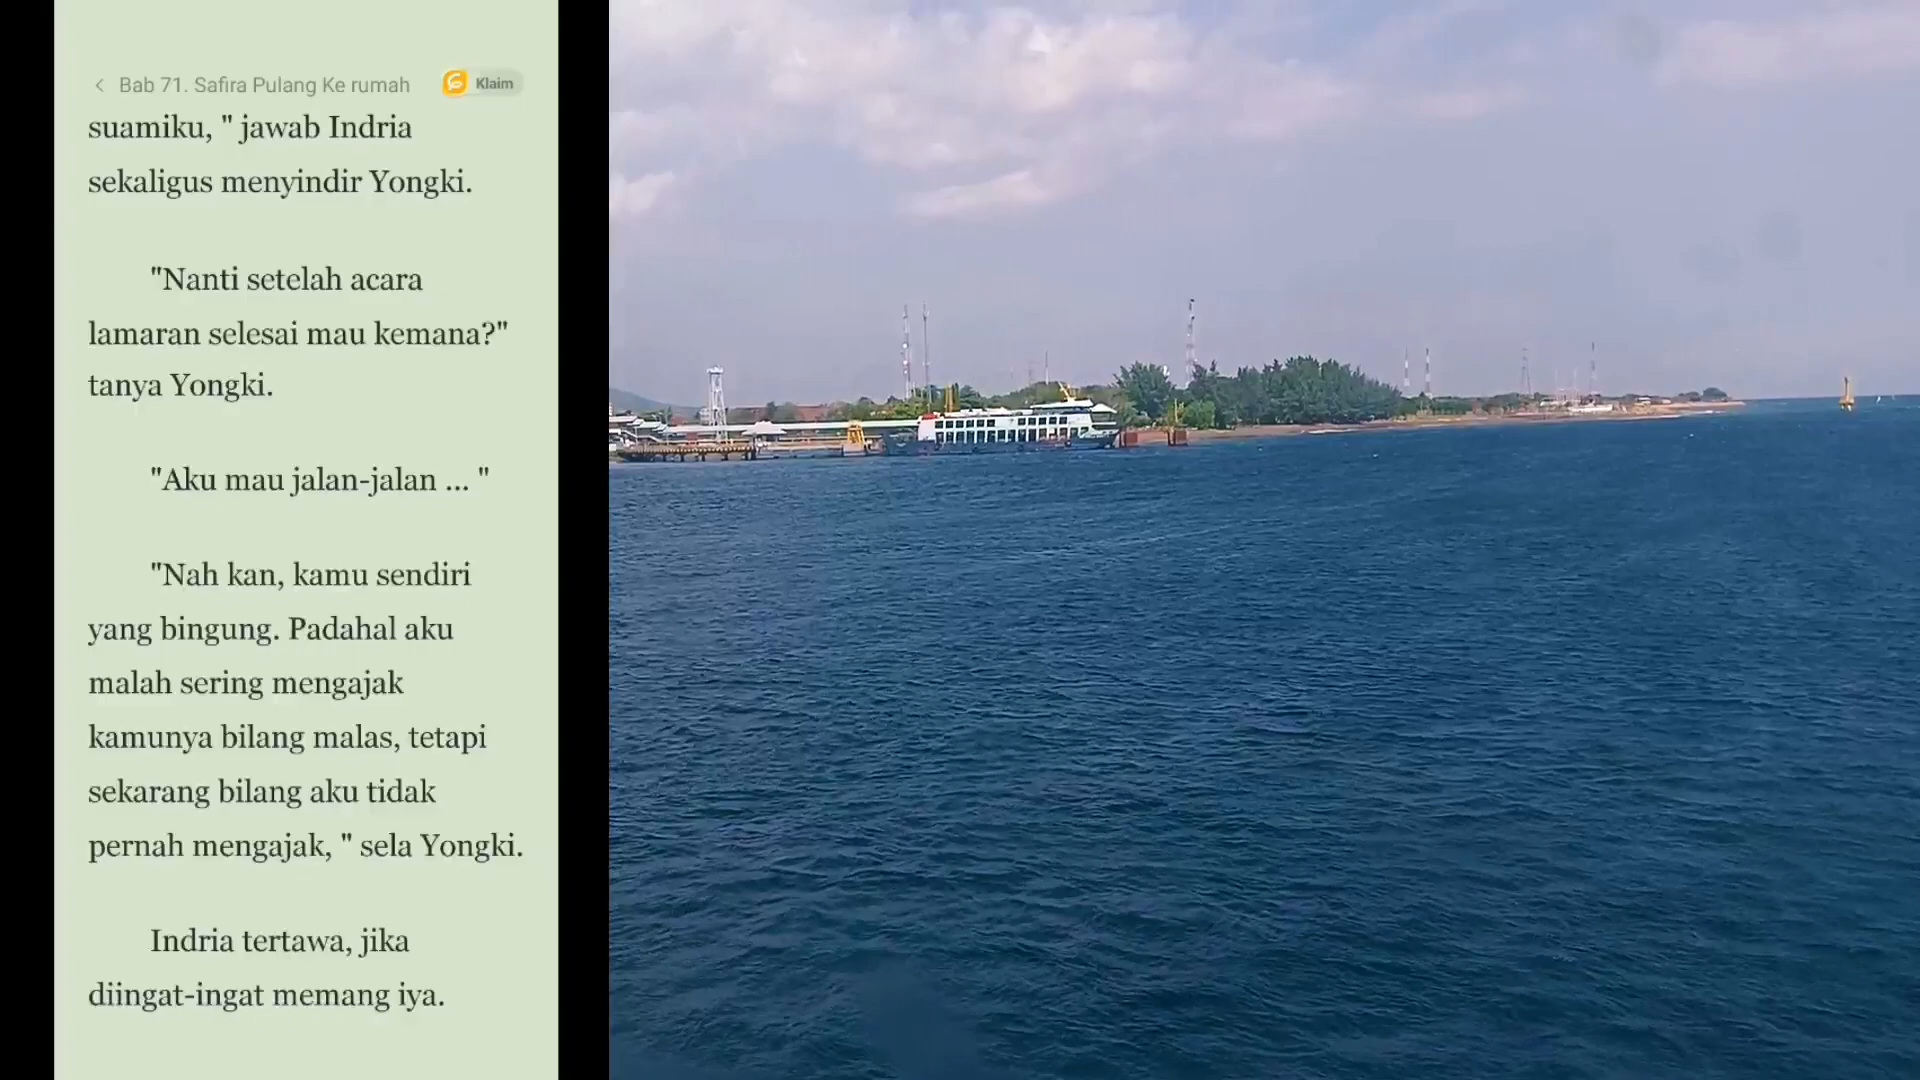 Bab 71. Safira Pulang Ke rumah
Klaim
suamiku, " jawab Indria
sekaligus menyindir Yongki.
"Nanti setelah acara
lamaran selesai mau kemana?"
tanya Yongki.
"Aku mau jalan-jalan ... "
"Nah kan, kamu sendiri
yang bingung. Padahal aku
malah sering mengajak
kamunya bilang malas, tetapi
sekarang bilang aku tidak
pernah mengajak, " sela Yongki.
Indria tertawa, jika
diingat-ingat memang iya.